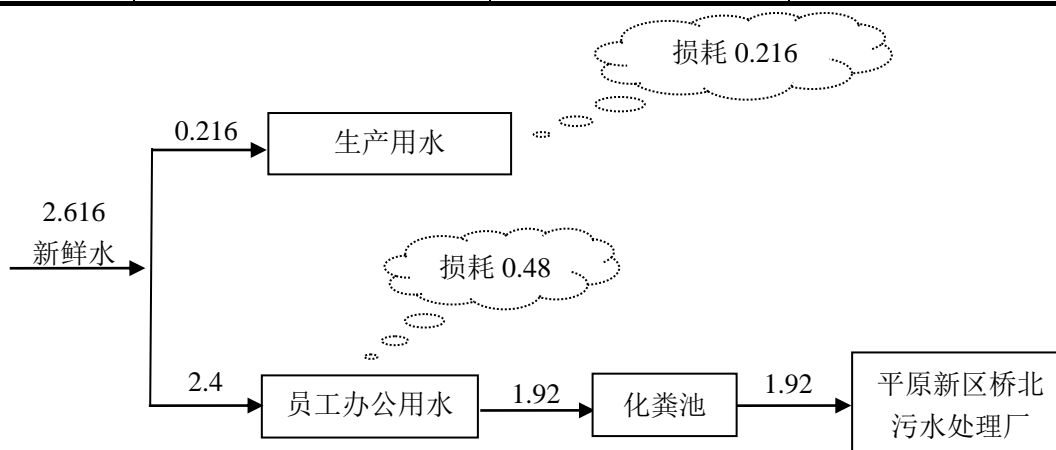 损耗 0.216
0.216
生产用水
2.616
新鲜水
损耗 0.48
2.4
员工办公用水
1.92
化粪池
1.92
平原新区桥北
污水处理厂